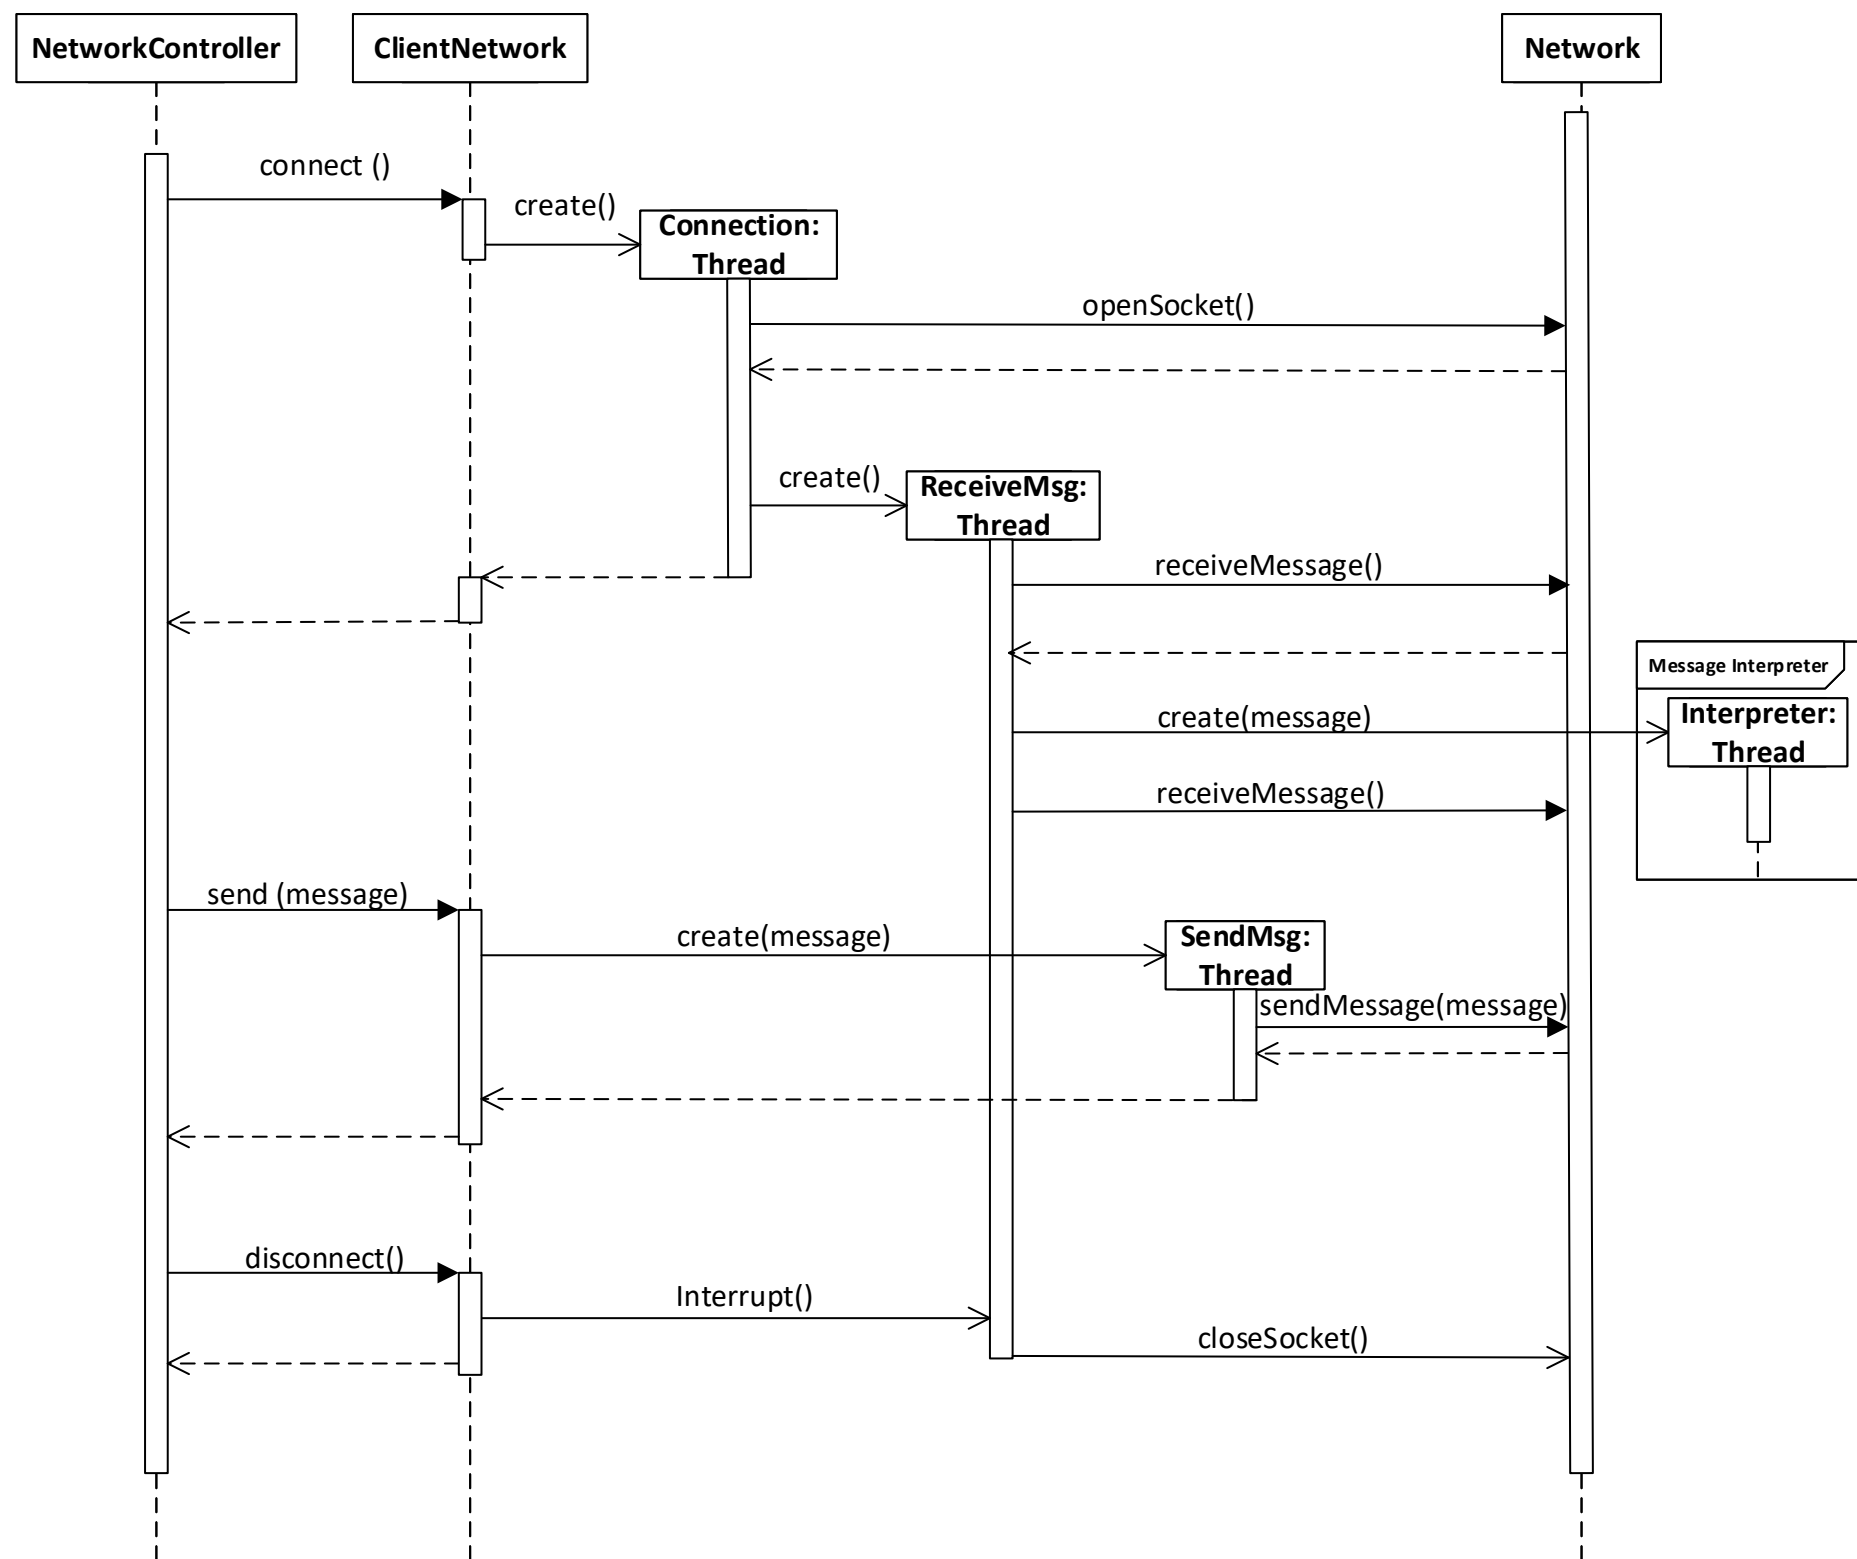 NetworkController
ClientNetwork
Network
connect ()
create()
Connection:
Thread
openSocket()
create()
ReceiveMsg:
Thread
receiveMessage()
Message Interpreter
create(message)
Interpreter:
Thread
receiveMessage()
send (message)
create(message)
SendMsg:
Thread
sendMessage(message)
disconnect()
Interrupt()
closeSocket()